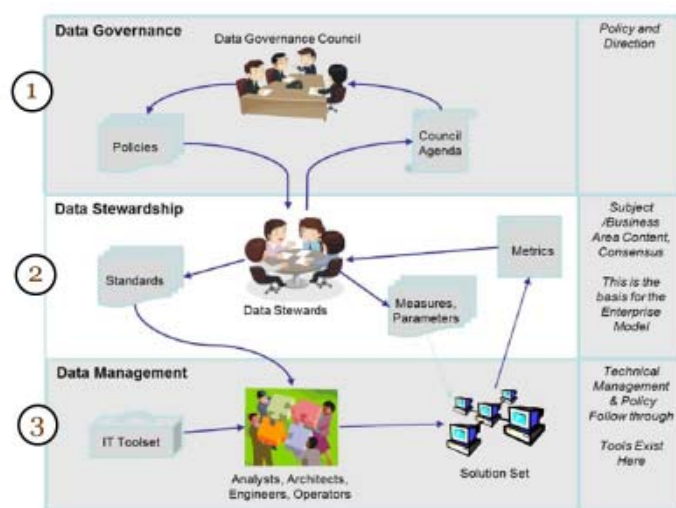 Data Governance
Data Governance Council
Policy and
Direction
1
Policies
Council
Agenda
Data Stewardship
Subject
/Business
Area Content,
Consensus
This is the
basis for the
Enterprise
Model
2
Standards
Data Stewards
Measures,
Parameters
Metrics
Data Management
Technical
Management
& Policy
Follow through
Tools Exist
Here
3
IT Toolset
Analysts, Architects,
Engineers, Operators
Solution Set